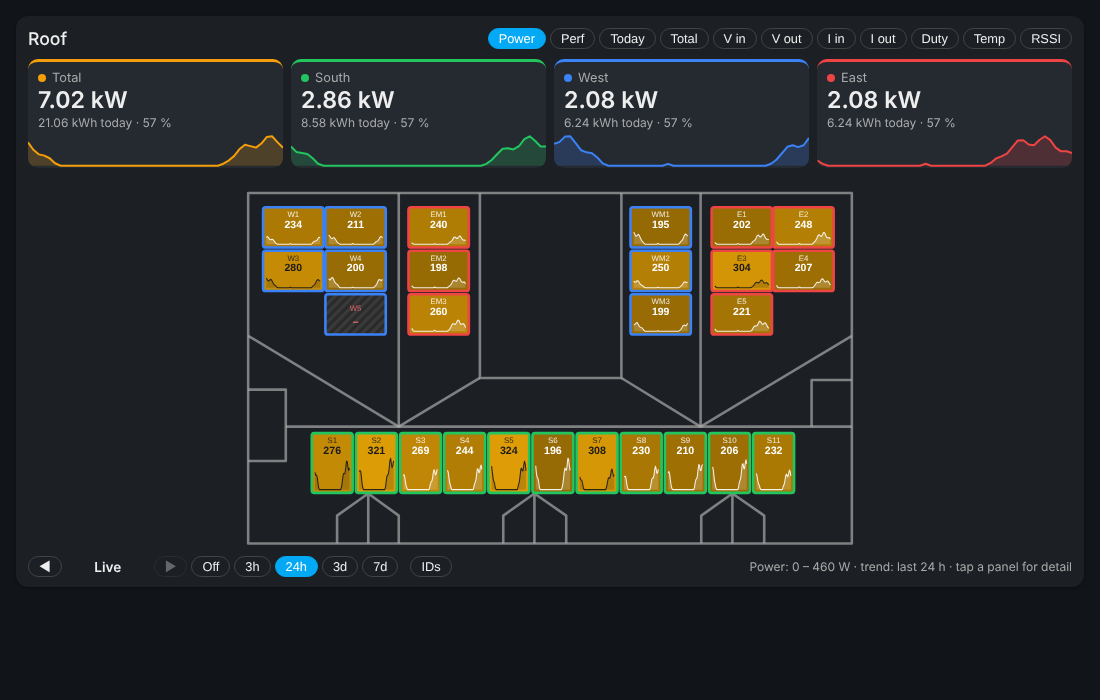 Roof
Power Perf Today Total V in V out I in I out Duty Temp RSSI
Total
7.02 kW
21.06 kWh today · 57 %
South
2.86 kW
8.58 kWh today · 57 %
West
2.08 kW
6.24 kWh today · 57 %
East
2.08 kW
6.24 kWh today · 57 %
W1
234
W2
211
EM1
240
WM1
195
E1
202
E2
248
W3
280
W4
200
EM2
198
WM2
250
E3
304
E4
207
W5
–
EM3
260
WM3
199
E5
221
S1
276
S2
321
S3
269
S4
244
S5
324
S6
196
S7
308
S8
230
S9
210
S10
206
S11
232
◀ Live ▶ Off 3h 24h 3d 7d IDs
Power: 0 – 460 W · trend: last 24 h · tap a panel for detail